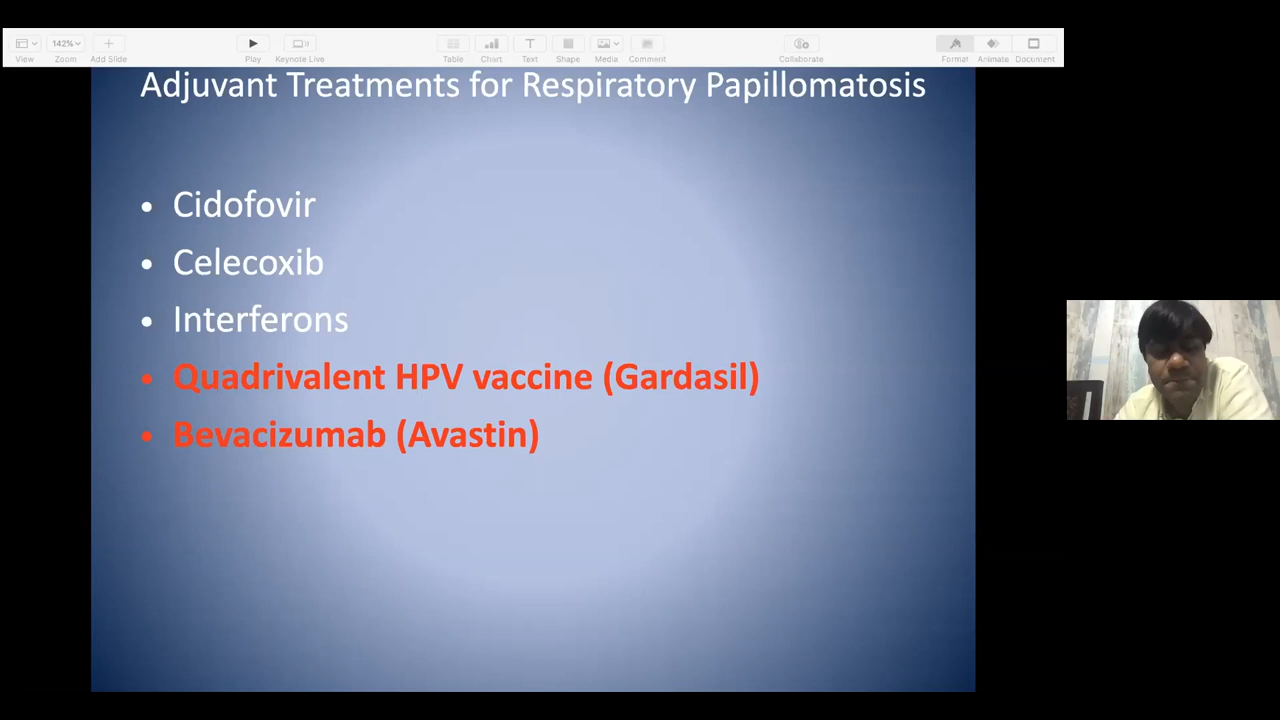 142%
View
Zoom
Add Slide
Play
Keynote Live
Table
Chart
Text
Shape
Media
Comment
Collaborate
Format
Animate
Document
Adjuvant Treatments for Respiratory Papillomatosis
• Cidofovir
• Celecoxib
• Interferons
• Quadrivalent HPV vaccine (Gardasil)
• Bevacizumab (Avastin)